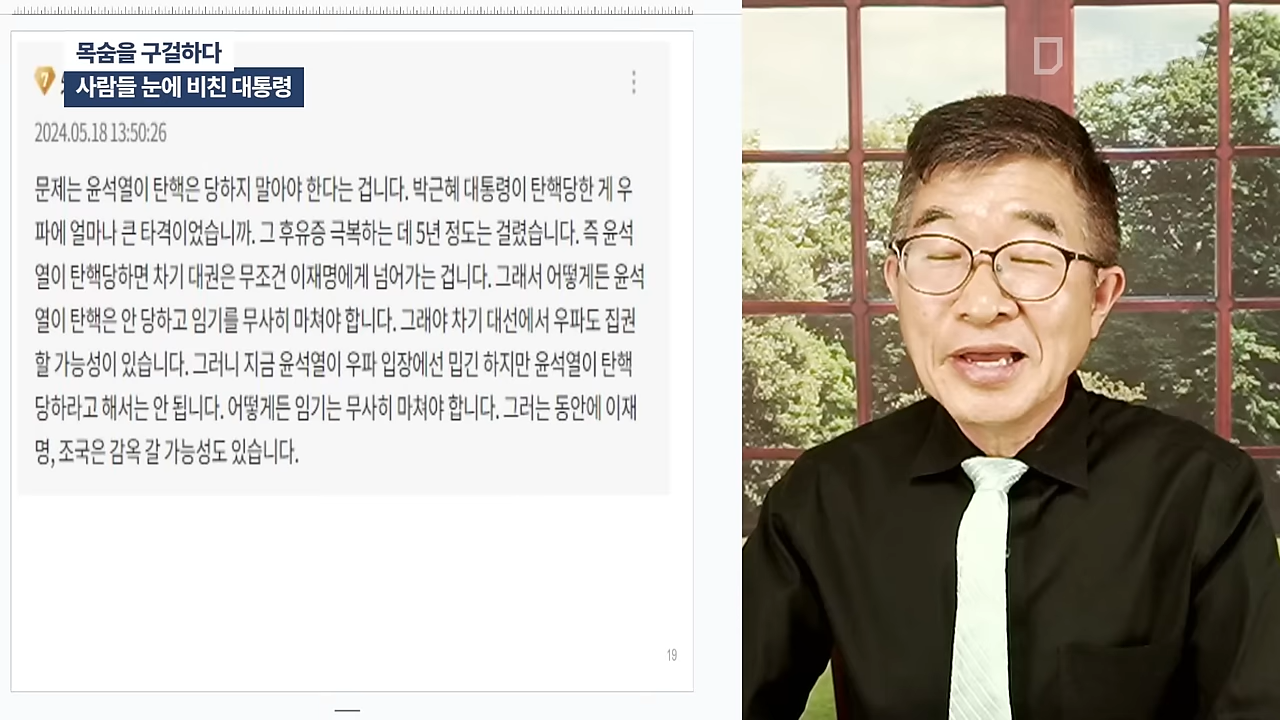 목숨을 구걸하다
사람들 눈에 비친 대통령
7
2024.05.18 13:50:26
문제는 윤석열이 탄핵은 당하지 말아야 한다는 겁니다. 박근혜 대통령이 탄핵당한 게 우
파에 얼마나 큰 타격이었습니까. 그 후유증 극복하는 데 5년 정도는 걸렸습니다. 즉 윤석
열이 탄핵당하면 차기 대권은 무조건 이재명에게 넘어가는 겁니다. 그래서 어떻게든 윤석
열이 탄핵은 안 당하고 임기를 무사히 마쳐야 합니다. 그래야 차기 대선에서 우파도 집권
할 가능성이 있습니다. 그러니 지금 윤석열이 우파 입장에선 밉긴 하지만 윤석열이 탄핵
당하라고 해서는 안 됩니다. 어떻게든 임기는 무사히 마쳐야 합니다. 그러는 동안에 이재
명, 조국은 감옥 갈 가능성도 있습니다.
19